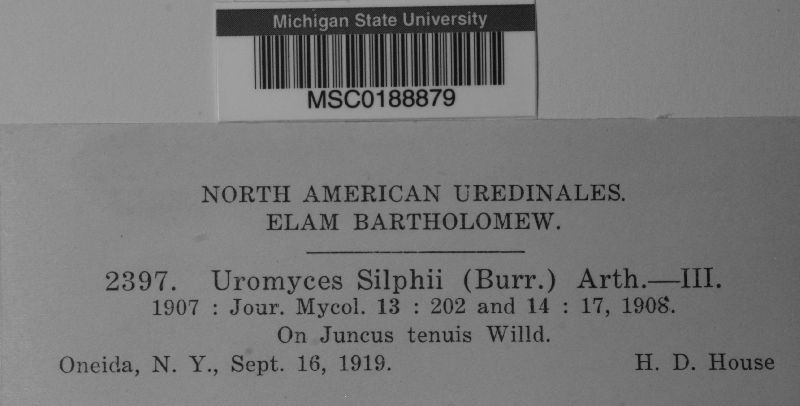 Michigan State University
MSC0188879
NORTH AMERICAN UREDINALES.
ELAM BARTHOLOMEW.
2397. Uromyces Silphii (Burr.) Arth.—III.
1907 : Jour. Mycol. 13 : 202 and 14 : 17, 1908.
On Juncus tenuis Willd.
Oneida, N. Y., Sept. 16, 1919. H. D. House